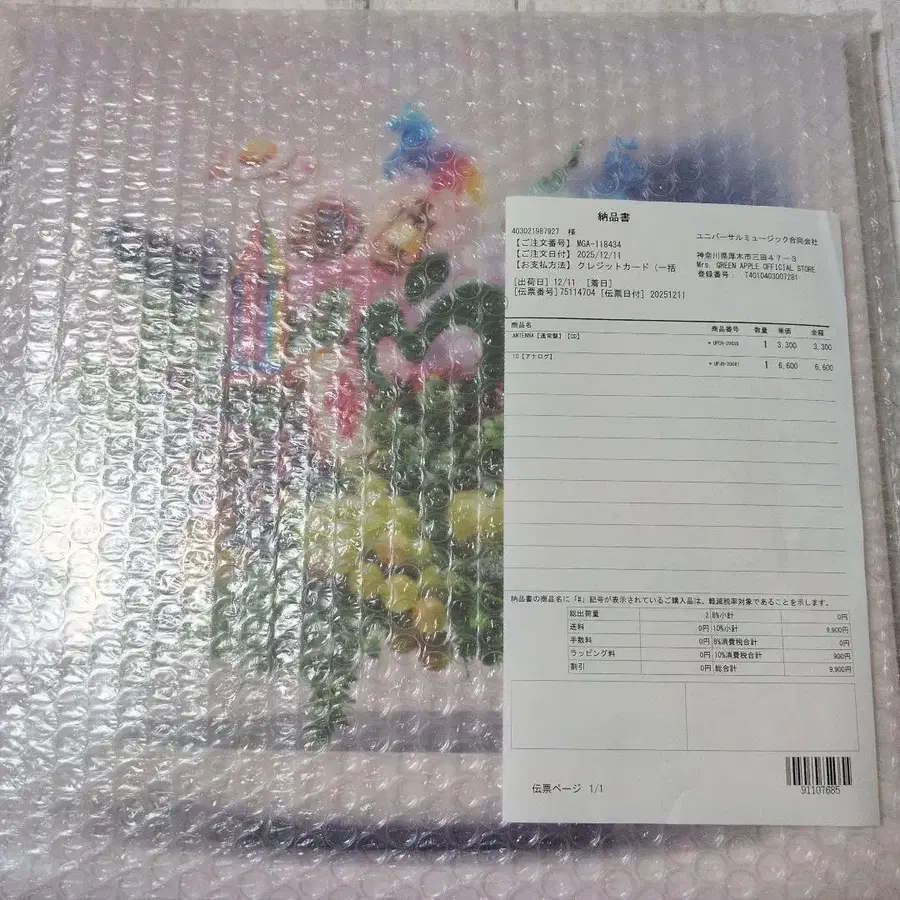 納品書
403021987927 様
【ご注文番号】 MGA-118434
【ご注文日付】 2025/12/11
【お支払方法】 クレジットカード（一括
[出荷日] 12/11 [着日]
[伝票番号] 75114704 [伝票日付] 20251211
ユニバーサルミュージック合同会社
神奈川県厚木市三田47-3
Mrs. GREEN APPLE OFFICIAL STORE
登録番号: T4010403007281
商品名 商品番号 数量 単価 金額
ANTENNA【通常盤】【CD】 1 3,300 3,300
10【アナログ】 1 6,600 6,600
納品書の商品名に「#」記号が表示されているご購入品は、軽減税率対象であることを示します。
総出荷量 2 8%小計 0円
送料 0円 10%小計 9,900円
手数料 0円 8%消費税合計 0円
ラッピング料 0円 10%消費税合計 900円
割引 0円 総合計 9,900円
伝票ページ 1/1
91107685